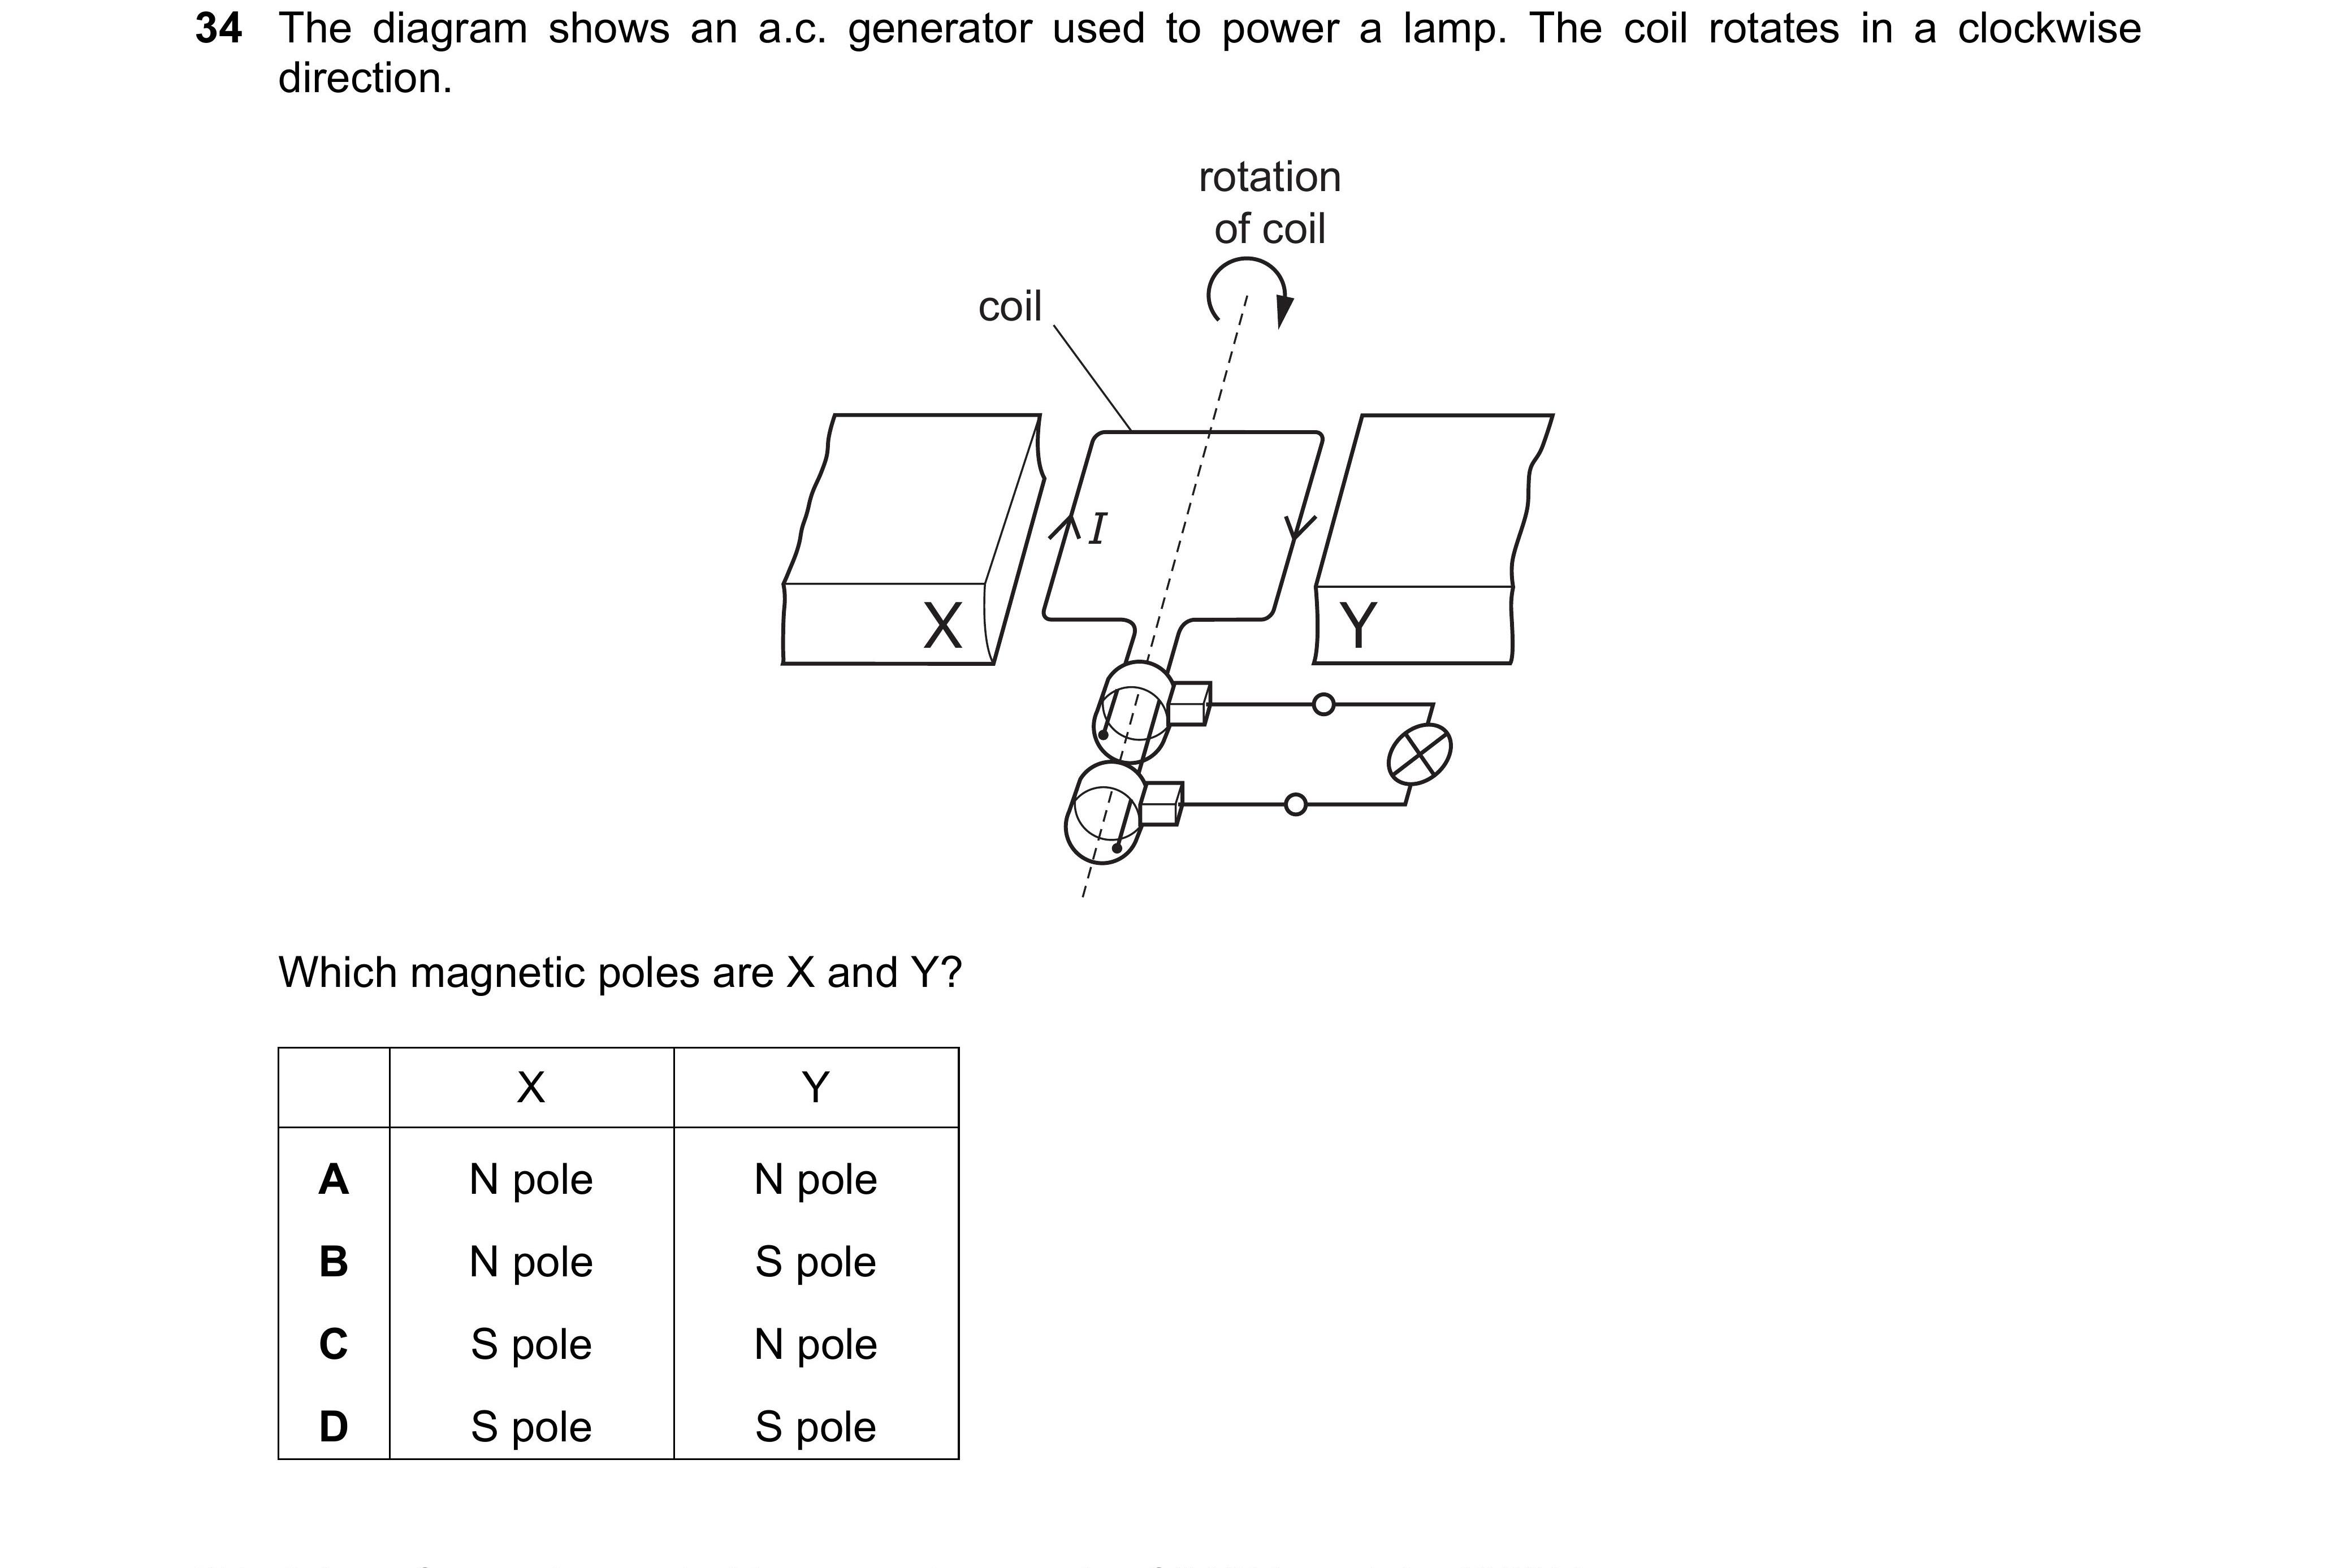 34 The diagram shows an a.c. generator used to power a lamp. The coil rotates in a clockwise
direction.
rotation
of coil
coil
I
X
Y
Which magnetic poles are X and Y?
X Y
A N pole N pole
B N pole S pole
C S pole N pole
D S pole S pole